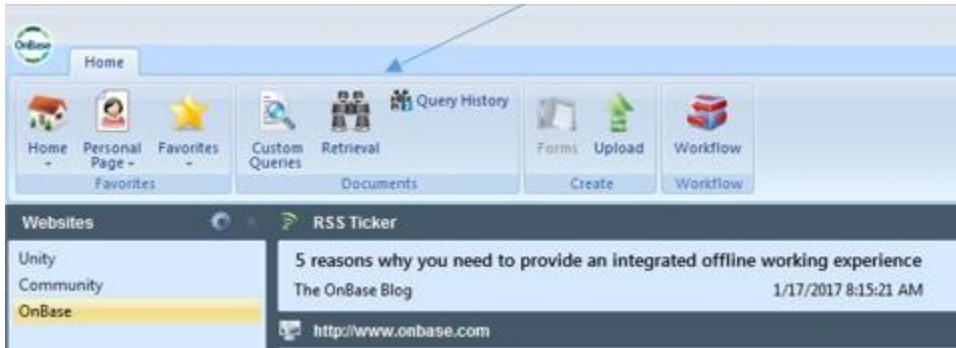 OnBase
Home
Home
Personal Page
Favorites
Custom Queries
Retrieval
Query History
Forms
Upload
Workflow
Favorites
Documents
Create
Workflow
Websites
RSS Ticker
Unity
Community
OnBase
5 reasons why you need to provide an integrated offline working experience
The OnBase Blog 1/17/2017 8:15:21 AM
http://www.onbase.com